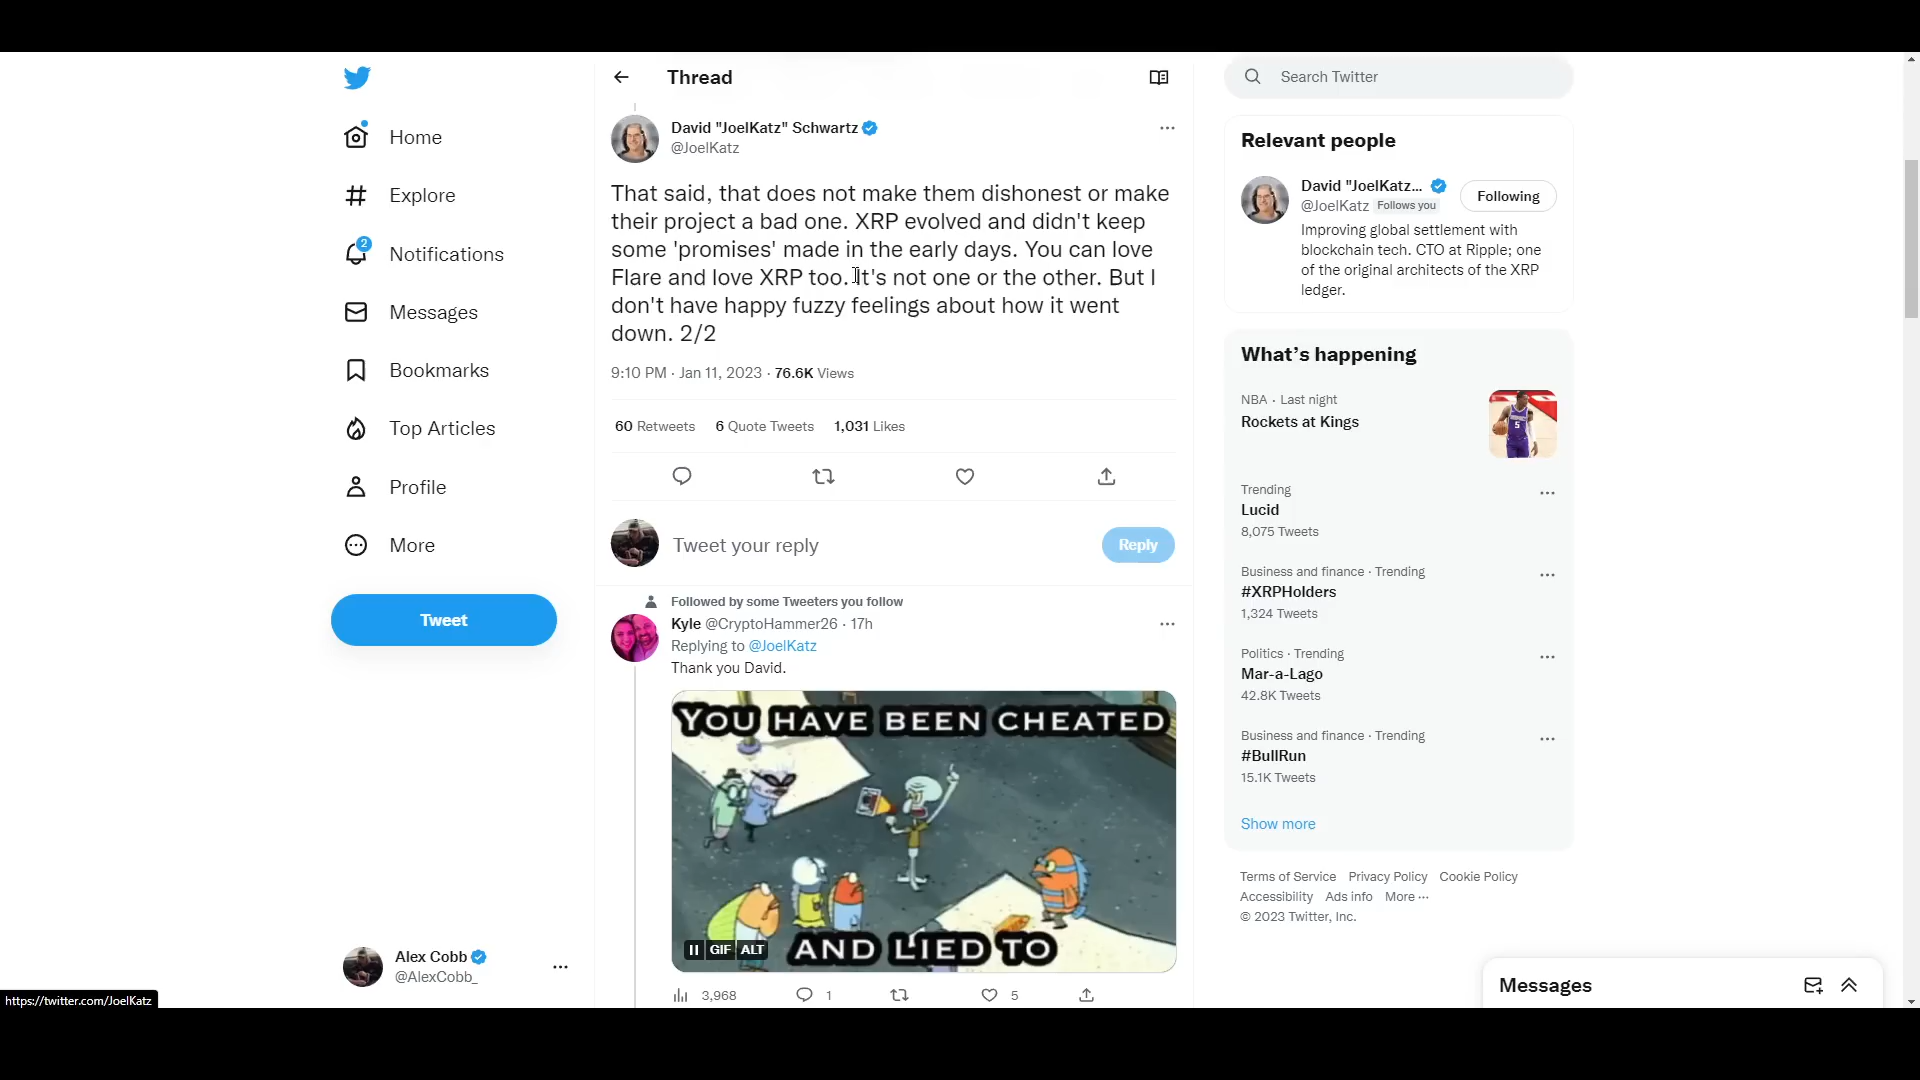 Thread
Search Twitter
Home
Explore
2
Notifications
Messages
Bookmarks
Top Articles
Profile
More
Tweet
Alex Cobb
@AlexCobb_
https://twitter.com/JoelKatz
David "JoelKatz" Schwartz
@JoelKatz
That said, that does not make them dishonest or make
their project a bad one. XRP evolved and didn't keep
some 'promises' made in the early days. You can love
Flare and love XRP too. It's not one or the other. But I
don't have happy fuzzy feelings about how it went
down. 2/2
9:10 PM · Jan 11, 2023 · 76.6K Views
60 Retweets 6 Quote Tweets 1,031 Likes
Tweet your reply
Reply
Followed by some Tweeters you follow
Kyle @CryptoHammer26 · 17h
Replying to @JoelKatz
Thank you David.
YOU HAVE BEEN CHEATED
AND LIED TO
GIF ALT
3,968 1 5
Relevant people
David "JoelKatz...
@JoelKatz Follows you
Following
Improving global settlement with
blockchain tech. CTO at Ripple; one
of the original architects of the XRP
ledger.
What's happening
NBA · Last night
Rockets at Kings
5
Trending
Lucid
8,075 Tweets
Business and finance · Trending
#XRPHolders
1,324 Tweets
Politics · Trending
Mar-a-Lago
42.8K Tweets
Business and finance · Trending
#BullRun
15.1K Tweets
Show more
Terms of Service Privacy Policy Cookie Policy
Accessibility Ads info More ···
© 2023 Twitter, Inc.
Messages